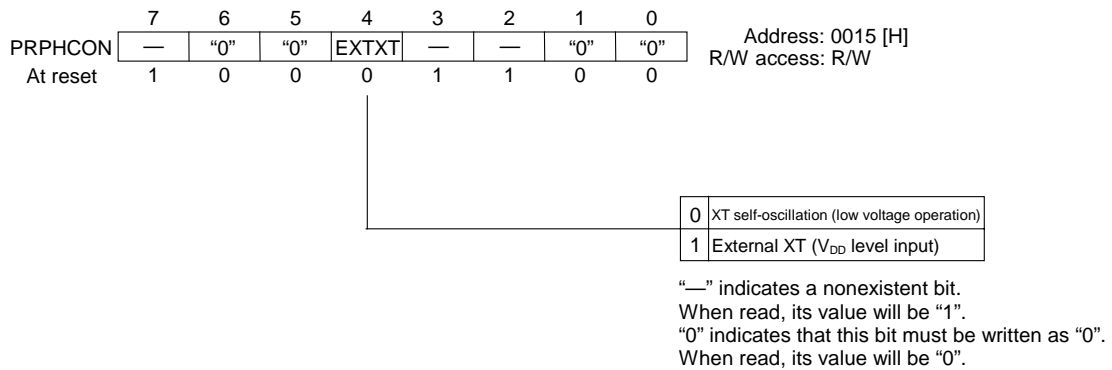 7 6 5 4 3 2 1 0
PRPHCON — “0” “0” EXTXT — — “0” “0”
At reset 1 0 0 0 1 1 0 0
Address: 0015 [H]
R/W access: R/W
0 XT self-oscillation (low voltage operation)
1 External XT (VDD level input)
“—” indicates a nonexistent bit.
When read, its value will be “1”.
“0” indicates that this bit must be written as “0”.
When read, its value will be “0”.